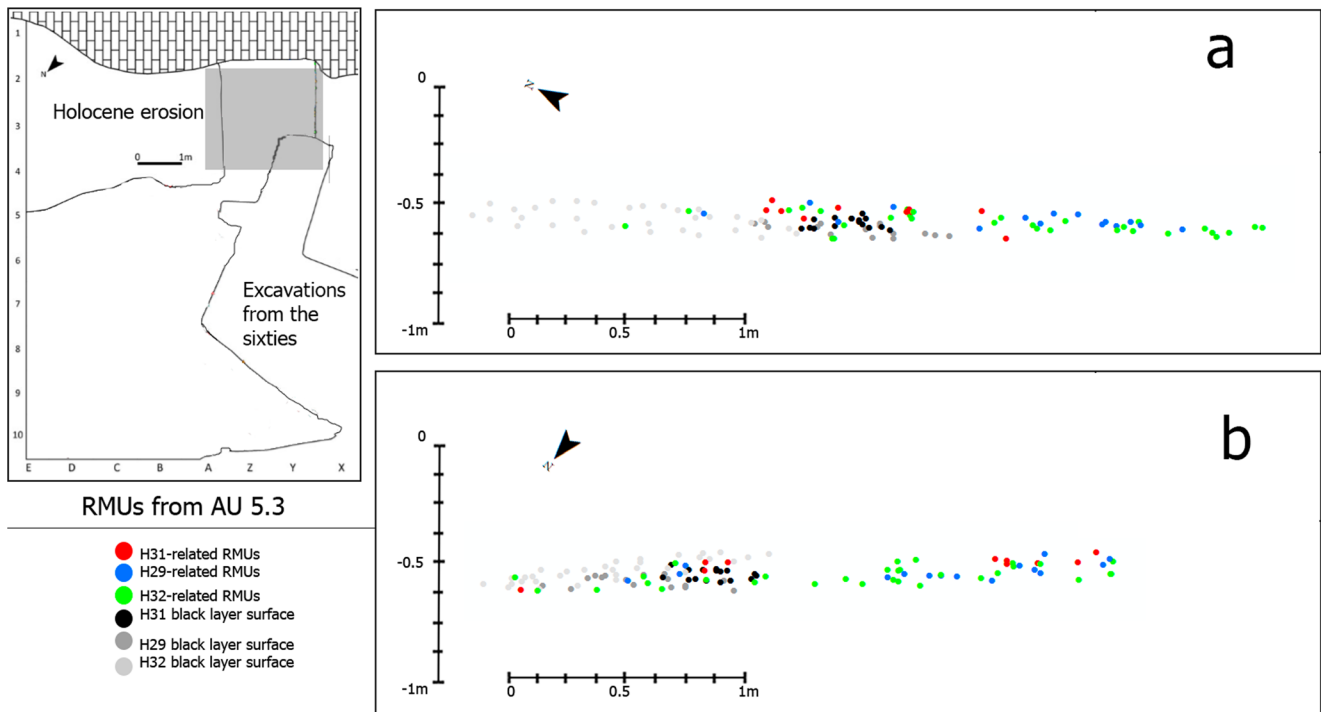 1
2
3
4
5
6
7
8
9
10
N
Holocene erosion
0 1m
Excavations
from the
sixties
E D C B A Z Y X
RMUs from AU 5.3
H31-related RMUs
H29-related RMUs
H32-related RMUs
H31 black layer surface
H29 black layer surface
H32 black layer surface
a
N
0
-0.5
-1m
0 0.5 1m
b
N
0
-0.5
-1m
0 0.5 1m